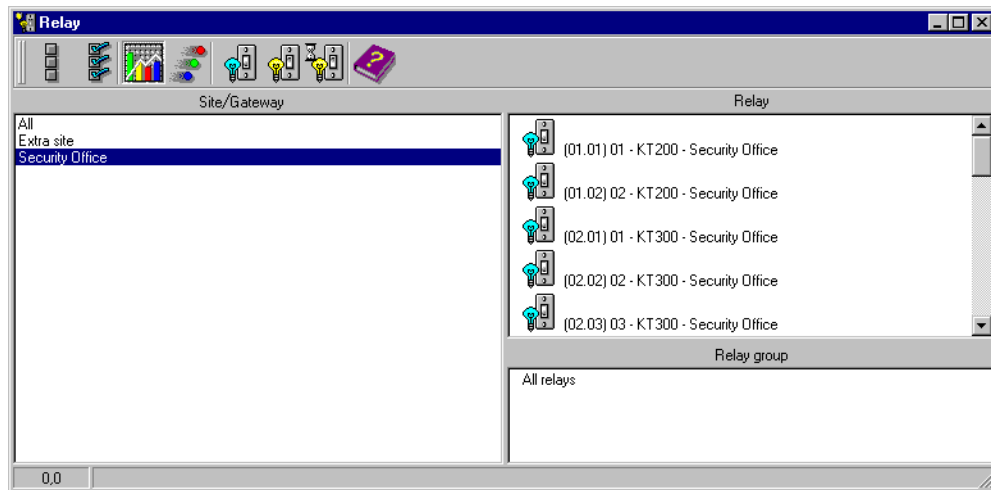 Relay
Site/Gateway
Relay
All
Extra site
Security Office
(01.01) 01 - KT200 - Security Office
(01.02) 02 - KT200 - Security Office
(02.01) 01 - KT300 - Security Office
(02.02) 02 - KT300 - Security Office
(02.03) 03 - KT300 - Security Office
Relay group
All relays
0,0